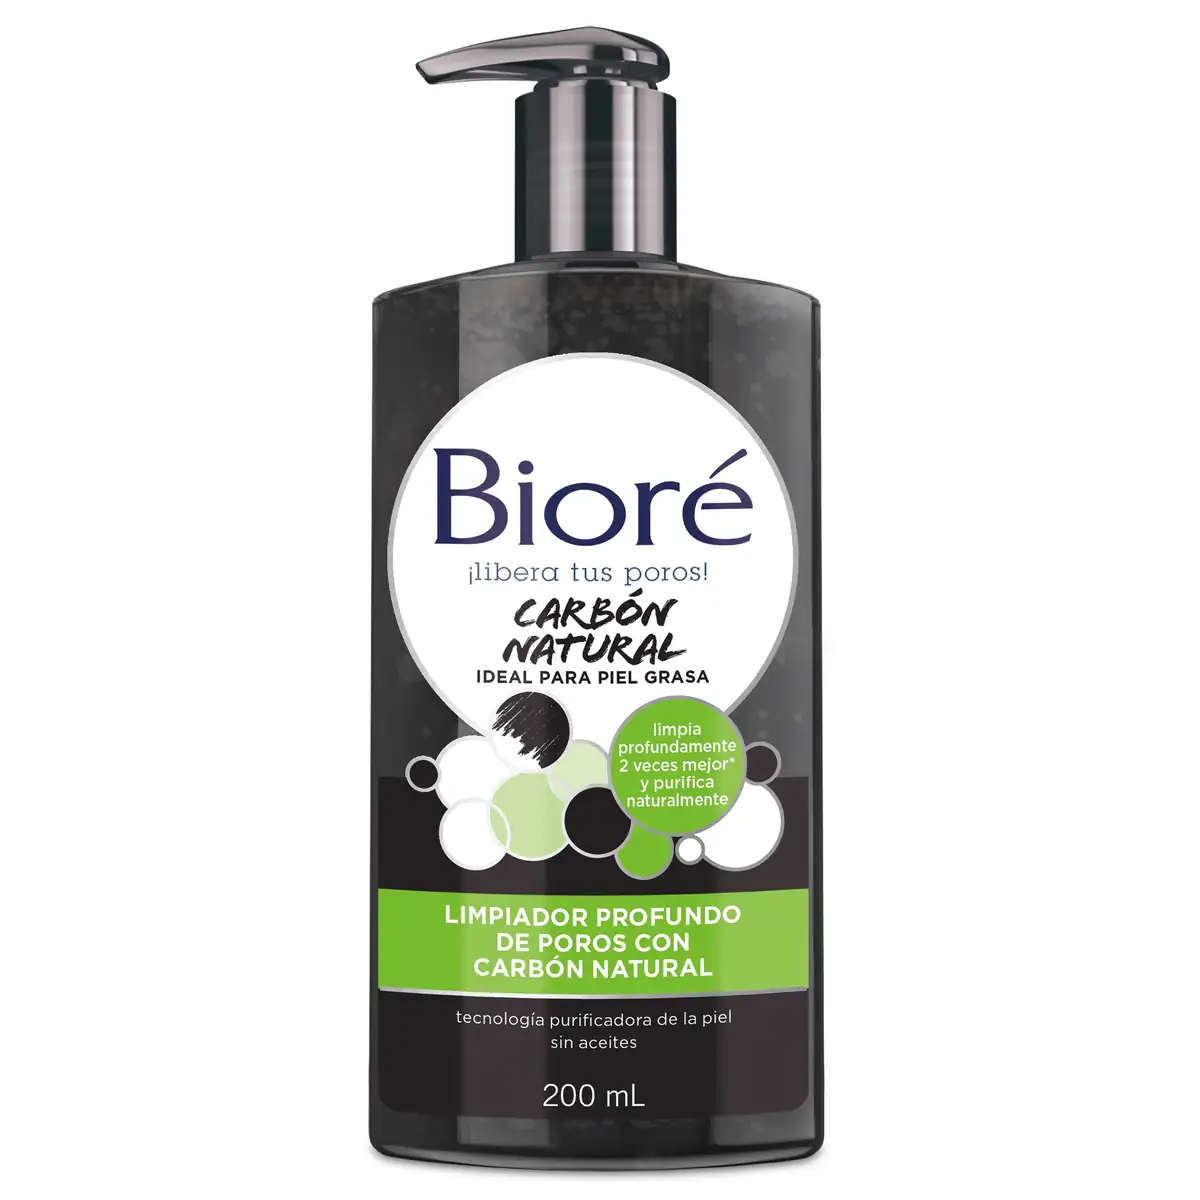 Bioré
¡libera tus poros!
CARBÓN
NATURAL
IDEAL PARA PIEL GRASA
limpia
profundamente
2 veces mejor*
y purifica
naturalmente
LIMPIADOR PROFUNDO
DE POROS CON
CARBÓN NATURAL
tecnología purificadora de la piel
sin aceites
200 mL